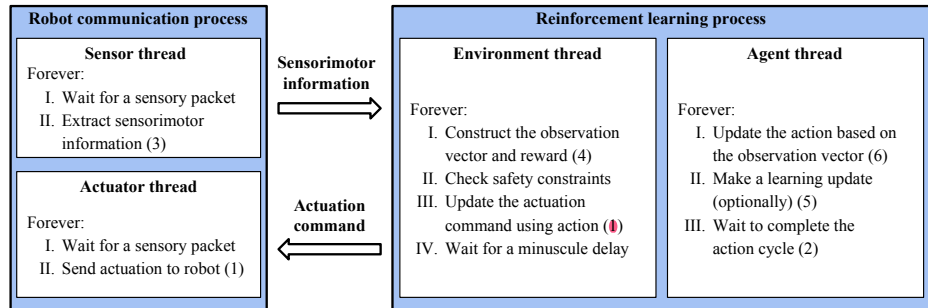 Robot communication process
Sensor thread
Forever:
I. Wait for a sensory packet
II. Extract sensorimotor
information (3)
Actuator thread
Forever:
I. Wait for a sensory packet
II. Send actuation to robot (1)
Sensorimotor
information
Actuation
command
Reinforcement learning process
Environment thread
Forever:
I. Construct the observation
vector and reward (4)
II. Check safety constraints
III. Update the actuation
command using action (1)
IV. Wait for a minuscule delay
Agent thread
Forever:
I. Update the action based on
the observation vector (6)
II. Make a learning update
(optionally) (5)
III. Wait to complete the
action cycle (2)